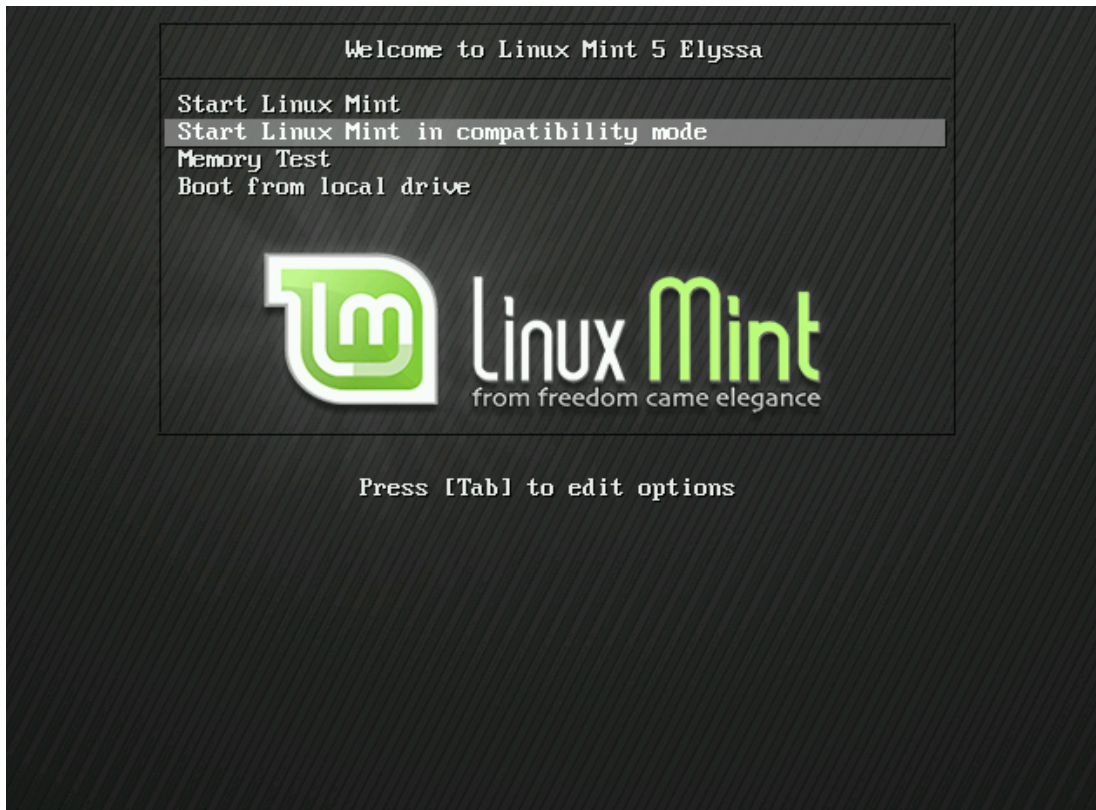 Welcome to Linux Mint 5 Elyssa
Start Linux Mint
Start Linux Mint in compatibility mode
Memory Test
Boot from local drive
lm Linux Mint
from freedom came elegance
Press [Tab] to edit options